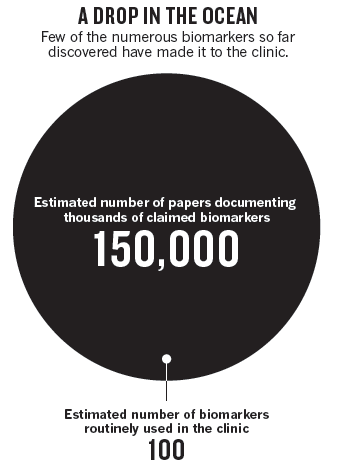 A DROP IN THE OCEAN
Few of the numerous biomarkers so far
discovered have made it to the clinic.
Estimated number of papers documenting
thousands of claimed biomarkers
150,000
Estimated number of biomarkers
routinely used in the clinic
100